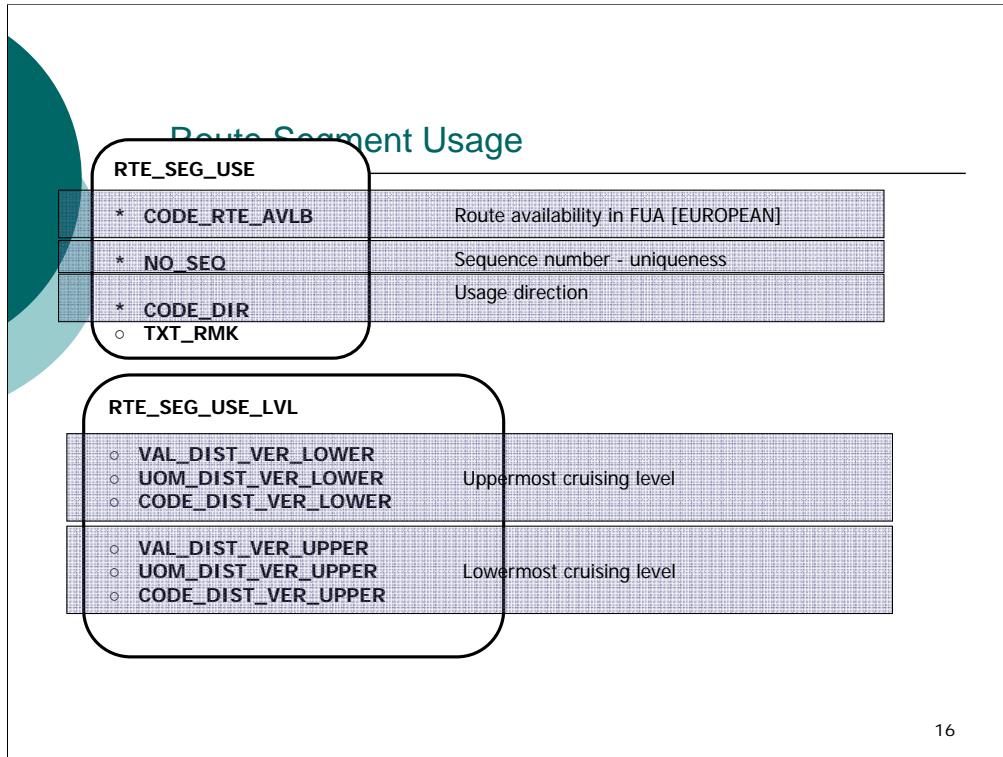 Route Segment Usage
RTE_SEG_USE
* CODE_RTE_AVLB Route availability in FUA [EUROPEAN]
* NO_SEQ Sequence number - uniqueness
Usage direction
* CODE_DIR
○ TXT_RMK
RTE_SEG_USE_LVL
○ VAL_DIST_VER_LOWER
○ UOM_DIST_VER_LOWER Uppermost cruising level
○ CODE_DIST_VER_LOWER
○ VAL_DIST_VER_UPPER
○ UOM_DIST_VER_UPPER Lowermost cruising level
○ CODE_DIST_VER_UPPER
16